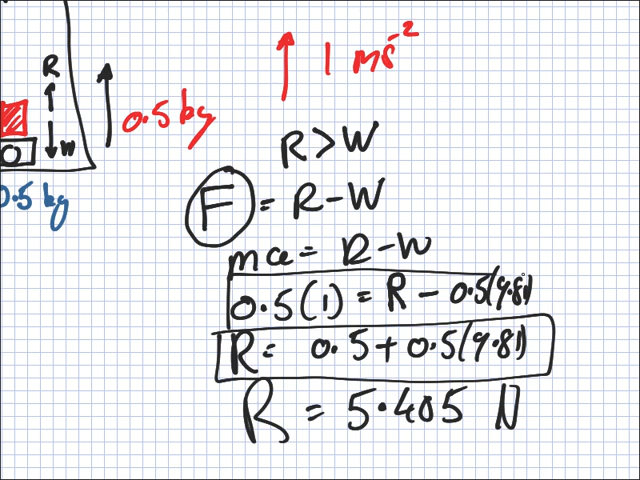 1 ms⁻²
R
0.5 kg
W
R > W
0.5 kg
F = R - W
ma = R - W
0.5(1) = R - 0.5(9.81)
R = 0.5 + 0.5(9.81)
R = 5.405 N